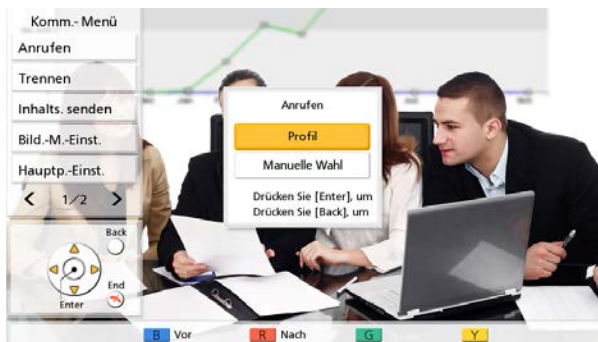 Komm.- Menü
Anrufen
Trennen
Inhalts. senden
Bild.-M.-Einst.
Hauptp.-Einst.
1/2
Back
End
Enter
Anrufen
Profil
Manuelle Wahl
Drücken Sie [Enter], um
Drücken Sie [Back], um
B Vor
R Nach
G
Y